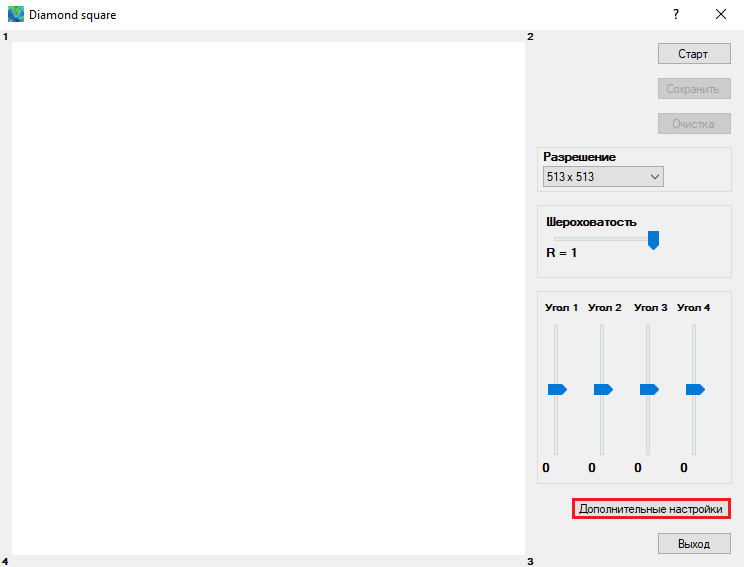 Diamond square
?
1
2
Старт
Сохранить
Очистка
Разрешение
513 x 513
Шероховатость
R = 1
Угол 1 Угол 2 Угол 3 Угол 4
0 0 0 0
Дополнительные настройки
Выход
4
3